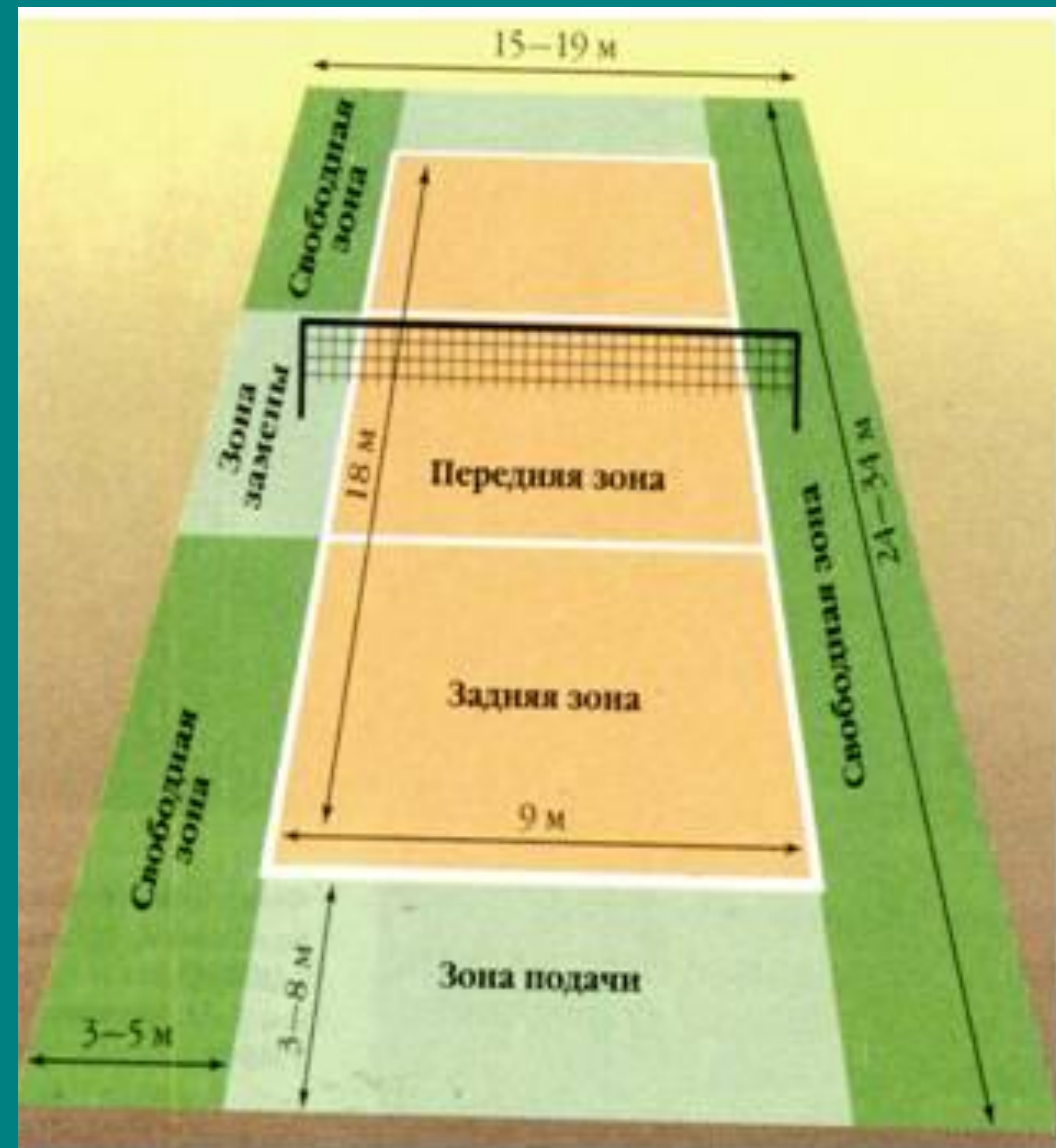 15–19 м
Свободная
зона
Зона
замены
18 м
Передняя зона
24–34 м
Свободная зона
Задняя зона
Свободная
зона
9 м
Зона подачи
3–8 м
3–5 м